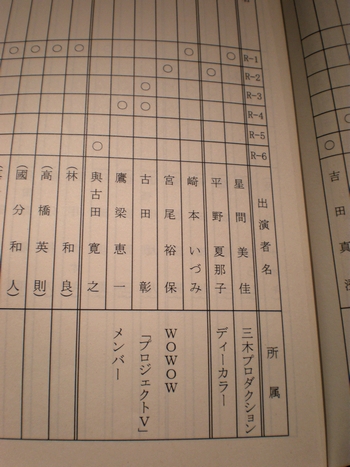 R-1
R-2
R-3
R-4
R-5
R-6
出演者名
所属
星間美佳
三木プロダクション
平野夏那子
ディーカラー
崎本いづみ
宮尾裕保
WOWOW
古田彰
「プロジェクトV」
鷹梁恵一
メンバー
與古田寛之
(林和良)
(高橋英則)
(國分和人)
吉田真